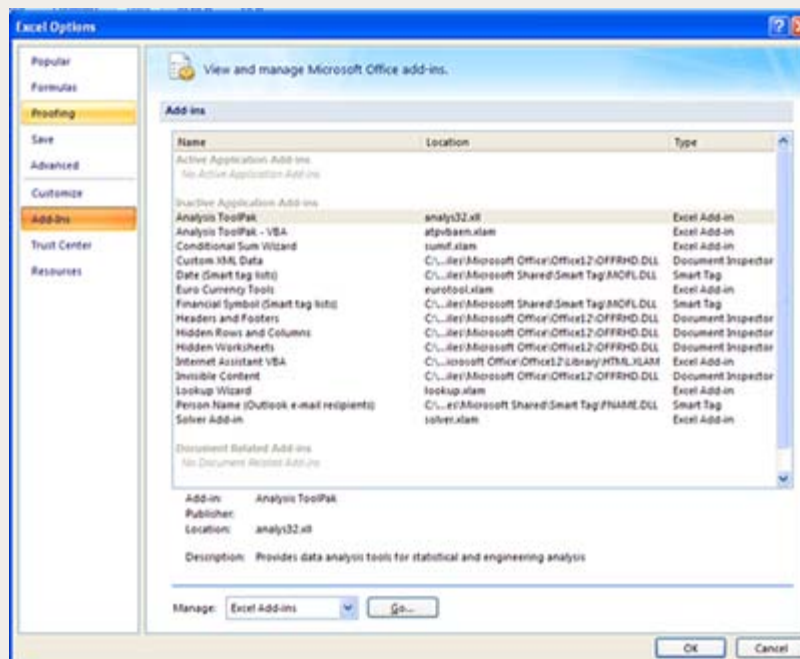 Excel Options
Popular
Formulas
Proofing
Save
Advanced
Customize
Add-Ins
Trust Center
Resources
View and manage Microsoft Office add-ins.
Add-ins
Name Location Type
Active Application Add-ins
No Active Application Add-ins
Inactive Application Add-ins
Analysis ToolPak analys32.xll Excel Add-in
Analysis ToolPak - VBA atpvbaen.xlam Excel Add-in
Conditional Sum Wizard sumif.xlam Excel Add-in
Custom XML Data C:\...iles\Microsoft Office\Office12\OFFRHD.DLL Document Inspector
Date (Smart tag lists) C:\...iles\Microsoft Shared\Smart Tag\MOFL.DLL Smart Tag
Euro Currency Tools eurotool.xlam Excel Add-in
Financial Symbol (Smart tag lists) C:\...iles\Microsoft Shared\Smart Tag\MOFL.DLL Smart Tag
Headers and Footers C:\...iles\Microsoft Office\Office12\OFFRHD.DLL Document Inspector
Hidden Rows and Columns C:\...iles\Microsoft Office\Office12\OFFRHD.DLL Document Inspector
Hidden Worksheets C:\...iles\Microsoft Office\Office12\OFFRHD.DLL Document Inspector
Internet Assistant VBA C:\...icrosoft Office\Office12\Library\HTML.XLAM Excel Add-in
Invisible Content C:\...iles\Microsoft Office\Office12\OFFRHD.DLL Document Inspector
Lookup Wizard lookup.xlam Excel Add-in
Person Name (Outlook e-mail recipients) C:\...es\Microsoft Shared\Smart Tag\FNAME.DLL Smart Tag
Solver Add-in solver.xlam Excel Add-in
Document Related Add-ins
No Document Related Add-ins
Add-in: Analysis ToolPak
Publisher:
Location: analys32.xll
Description: Provides data analysis tools for statistical and engineering analysis
Manage: Excel Add-ins Go...
OK Cancel